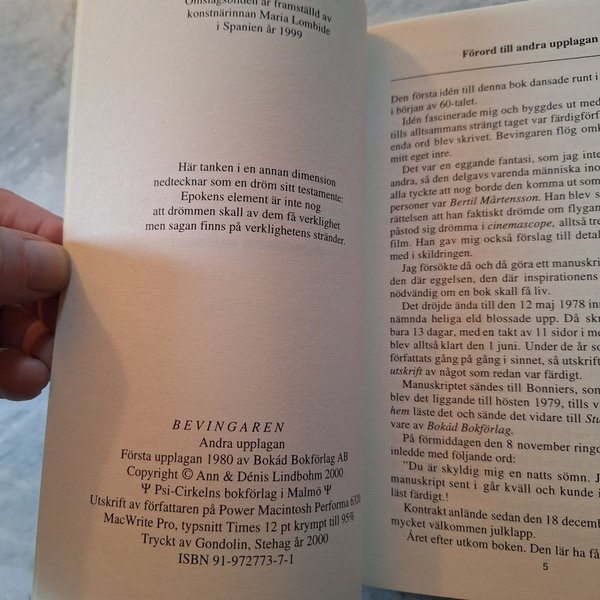 Omslagsbilden är framställd av
konstnärinnan Maria Lombide
i Spanien år 1999
Här tanken i en annan dimension
nedtecknar som en dröm sitt testamente:
Epokens element är inte nog
att drömmen skall av dem få verklighet
men sagan finns på verklighetens stränder.
BEVINGAREN
Andra upplagan
Första upplagan 1980 av Bokád Bokförlag AB
Copyright © Ann & Dénis Lindbohm 2000
Ψ Psi-Cirkelns bokförlag i Malmö Ψ
Utskrift av författaren på Power Macintosh Performa 6320
MacWrite Pro, typsnitt Times 12 pt krympt till 95%
Tryckt av Gondolin, Stehag år 2000
ISBN 91-972773-7-1
Förord till andra upplagan
Den första idén till denna bok dansade runt i
i början av 60-talet.
Idén fascinerade mig och byggdes ut med
tills alltsammans strängt taget var färdigförf
enda ord blev skrivet. Bevingaren flög omk
mitt eget inre.
Det var en eggande fantasi, som jag inte
andra, så den delgavs varenda människa ino
alla tyckte att nog borde den komma ut som
personer var Bertil Mårtensson. Han blev s
rättelsen att han faktiskt drömde om flygan
påstod sig drömma i cinemascope, alltså tre
film. Han gav mig också förslag till detal
med i skildringen.
Jag försökte då och då göra ett manuskri
den där eggelsen, den där inspirationens
nödvändig om en bok skall få liv.
Det dröjde ända till den 12 maj 1978 inn
nämnda heliga eld blossade upp. Då skr
bara 13 dagar, med en takt av 11 sidor i me
blev alltså klart den 1 juni. Under de år so
författats gång på gång i sinnet, så utskrift
utskrift av något som redan var färdigt.
Manuskriptet sändes till Bonniers, som
blev det liggande till hösten 1979, tills v
hem läste det och sände det vidare till Stu
vare av Bokád Bokförlag.
På förmiddagen den 8 november ringd
inledde med följande ord:
"Du är skyldig mig en natts sömn. J
manuskript sent i går kväll och kunde i
läst färdigt.!
Kontrakt anlände sedan den 18 decemb
mycket välkommen julklapp.
Året efter utkom boken. Den lär ha få
5